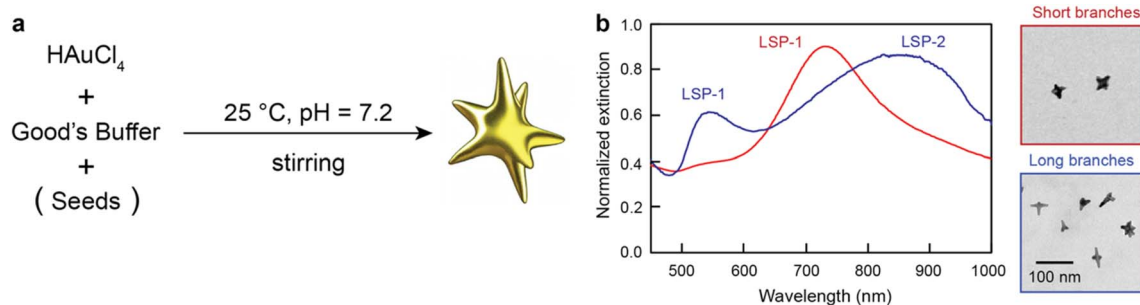 a
HAuCl₄
+
Good's Buffer
+
( Seeds )
25 °C, pH = 7.2
stirring
b
Normalized extinction
1.0
0.8
0.6
0.4
0.2
0.0
LSP-1
LSP-1
LSP-2
500 600 700 800 900 1000
Wavelength (nm)
Short branches
Long branches
100 nm